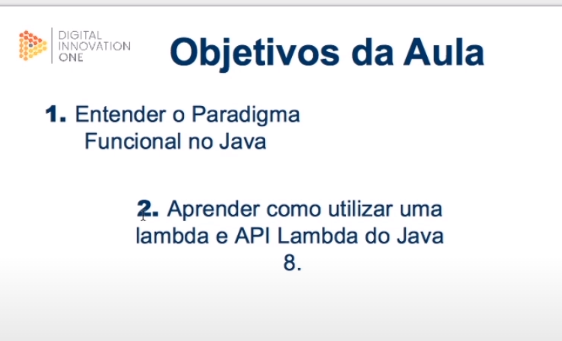 DIGITAL
INNOVATION
ONE
Objetivos da Aula
1. Entender o Paradigma
Funcional no Java
2. Aprender como utilizar uma
lambda e API Lambda do Java
8.